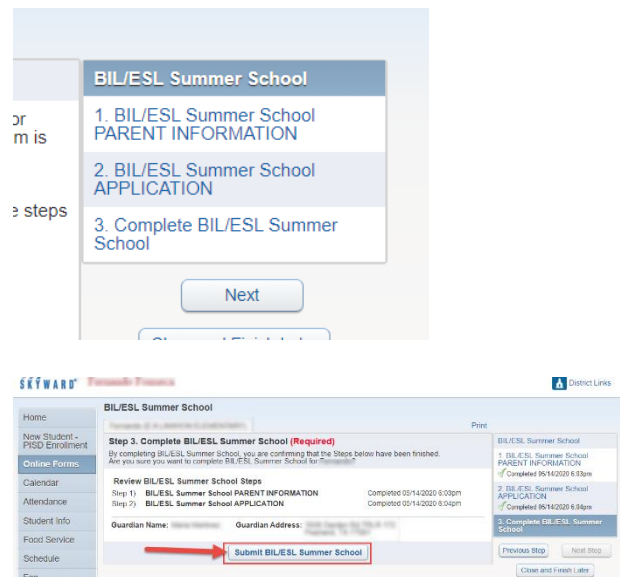 BIL/ESL Summer School
or
m is
1. BIL/ESL Summer School
PARENT INFORMATION
2. BIL/ESL Summer School
APPLICATION
e steps
3. Complete BIL/ESL Summer
School
Next
SKYWARD
District Links
Home
New Student -
PISD Enrollment
Online Forms
Calendar
Attendance
Student Info
Food Service
Schedule
BIL/ESL Summer School
Print
Step 3. Complete BIL/ESL Summer School (Required)
By completing BIL/ESL Summer School, you are confirming that the Steps below have been finished.
Are you sure you want to complete BIL/ESL Summer School for
Review BIL/ESL Summer School Steps
Step 1) BIL/ESL Summer School PARENT INFORMATION Completed 05/14/2020 6:03pm
Step 2) BIL/ESL Summer School APPLICATION Completed 05/14/2020 6:04pm
Guardian Name: Guardian Address:
Submit BIL/ESL Summer School
BIL/ESL Summer School
1. BIL/ESL Summer School
PARENT INFORMATION
Completed 05/14/2020 6:03pm
2. BIL/ESL Summer School
APPLICATION
Completed 05/14/2020 6:04pm
3. Complete BIL/ESL Summer
School
Previous Step Next Step
Close and Finish Later